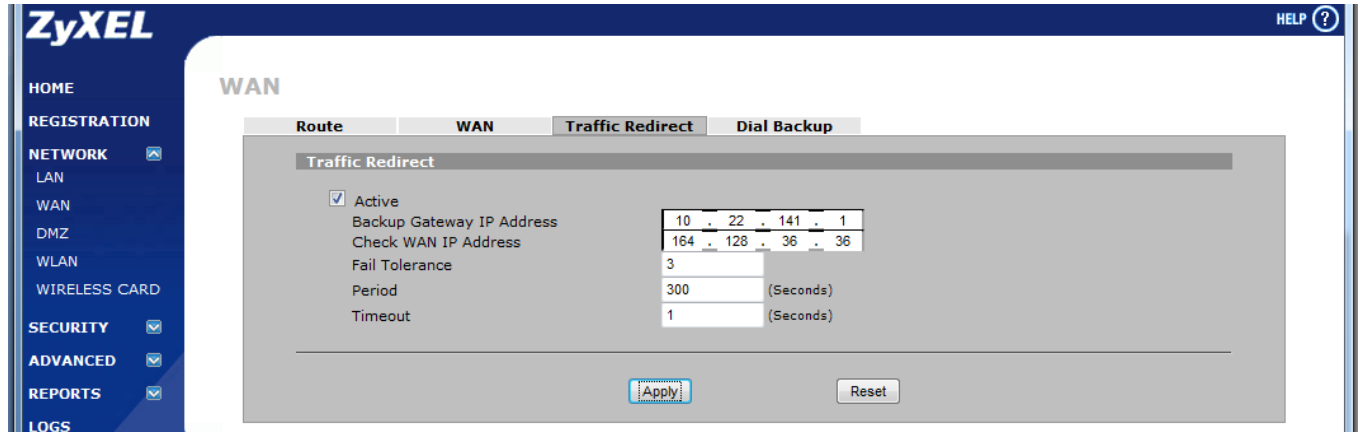 ZyXEL
HELP ?
HOME
REGISTRATION
NETWORK
LAN
WAN
DMZ
WLAN
WIRELESS CARD
SECURITY
ADVANCED
REPORTS
LOGS
WAN
Route WAN Traffic Redirect Dial Backup
Traffic Redirect
Active
Backup Gateway IP Address 10 . 22 . 141 . 1
Check WAN IP Address 164 . 128 . 36 . 36
Fail Tolerance 3
Period 300 (Seconds)
Timeout 1 (Seconds)
Apply Reset